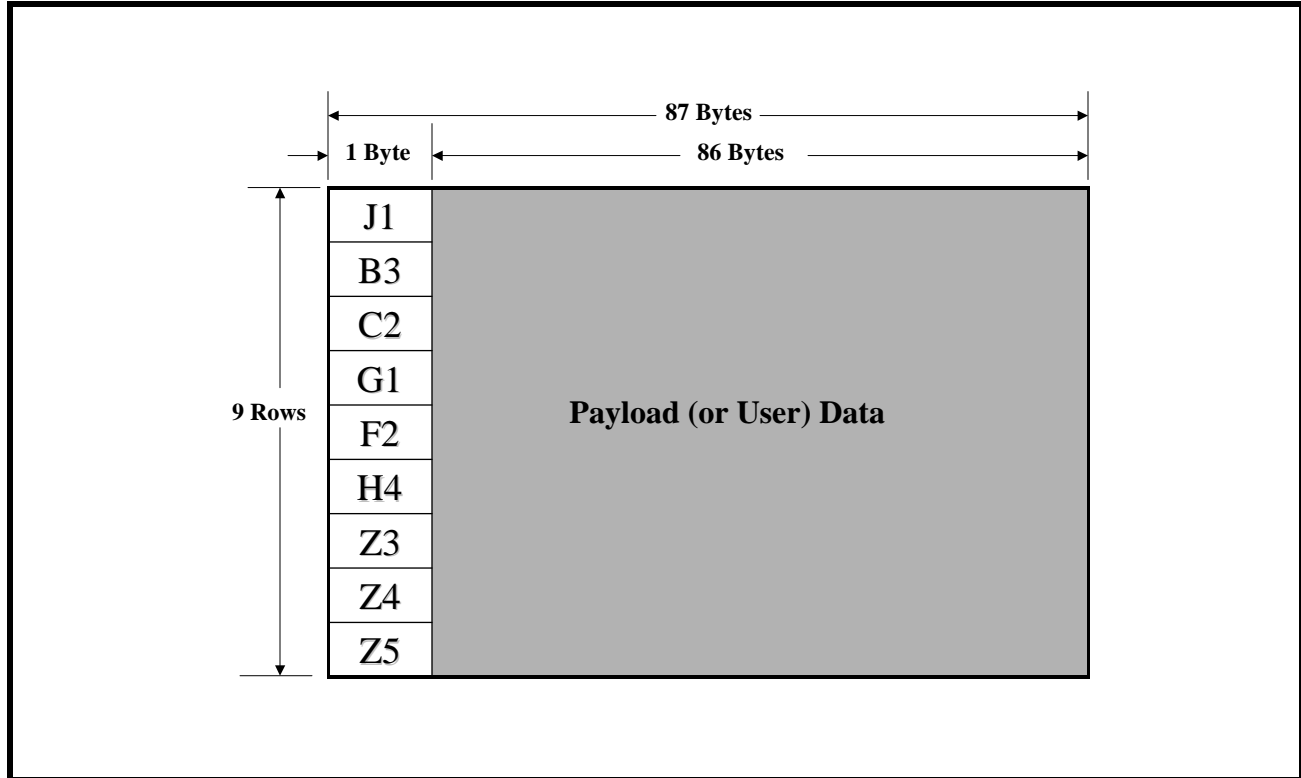 87 Bytes
1 Byte
86 Bytes
J1
B3
C2
G1
9 Rows
Payload (or User) Data
F2
H4
Z3
Z4
Z5